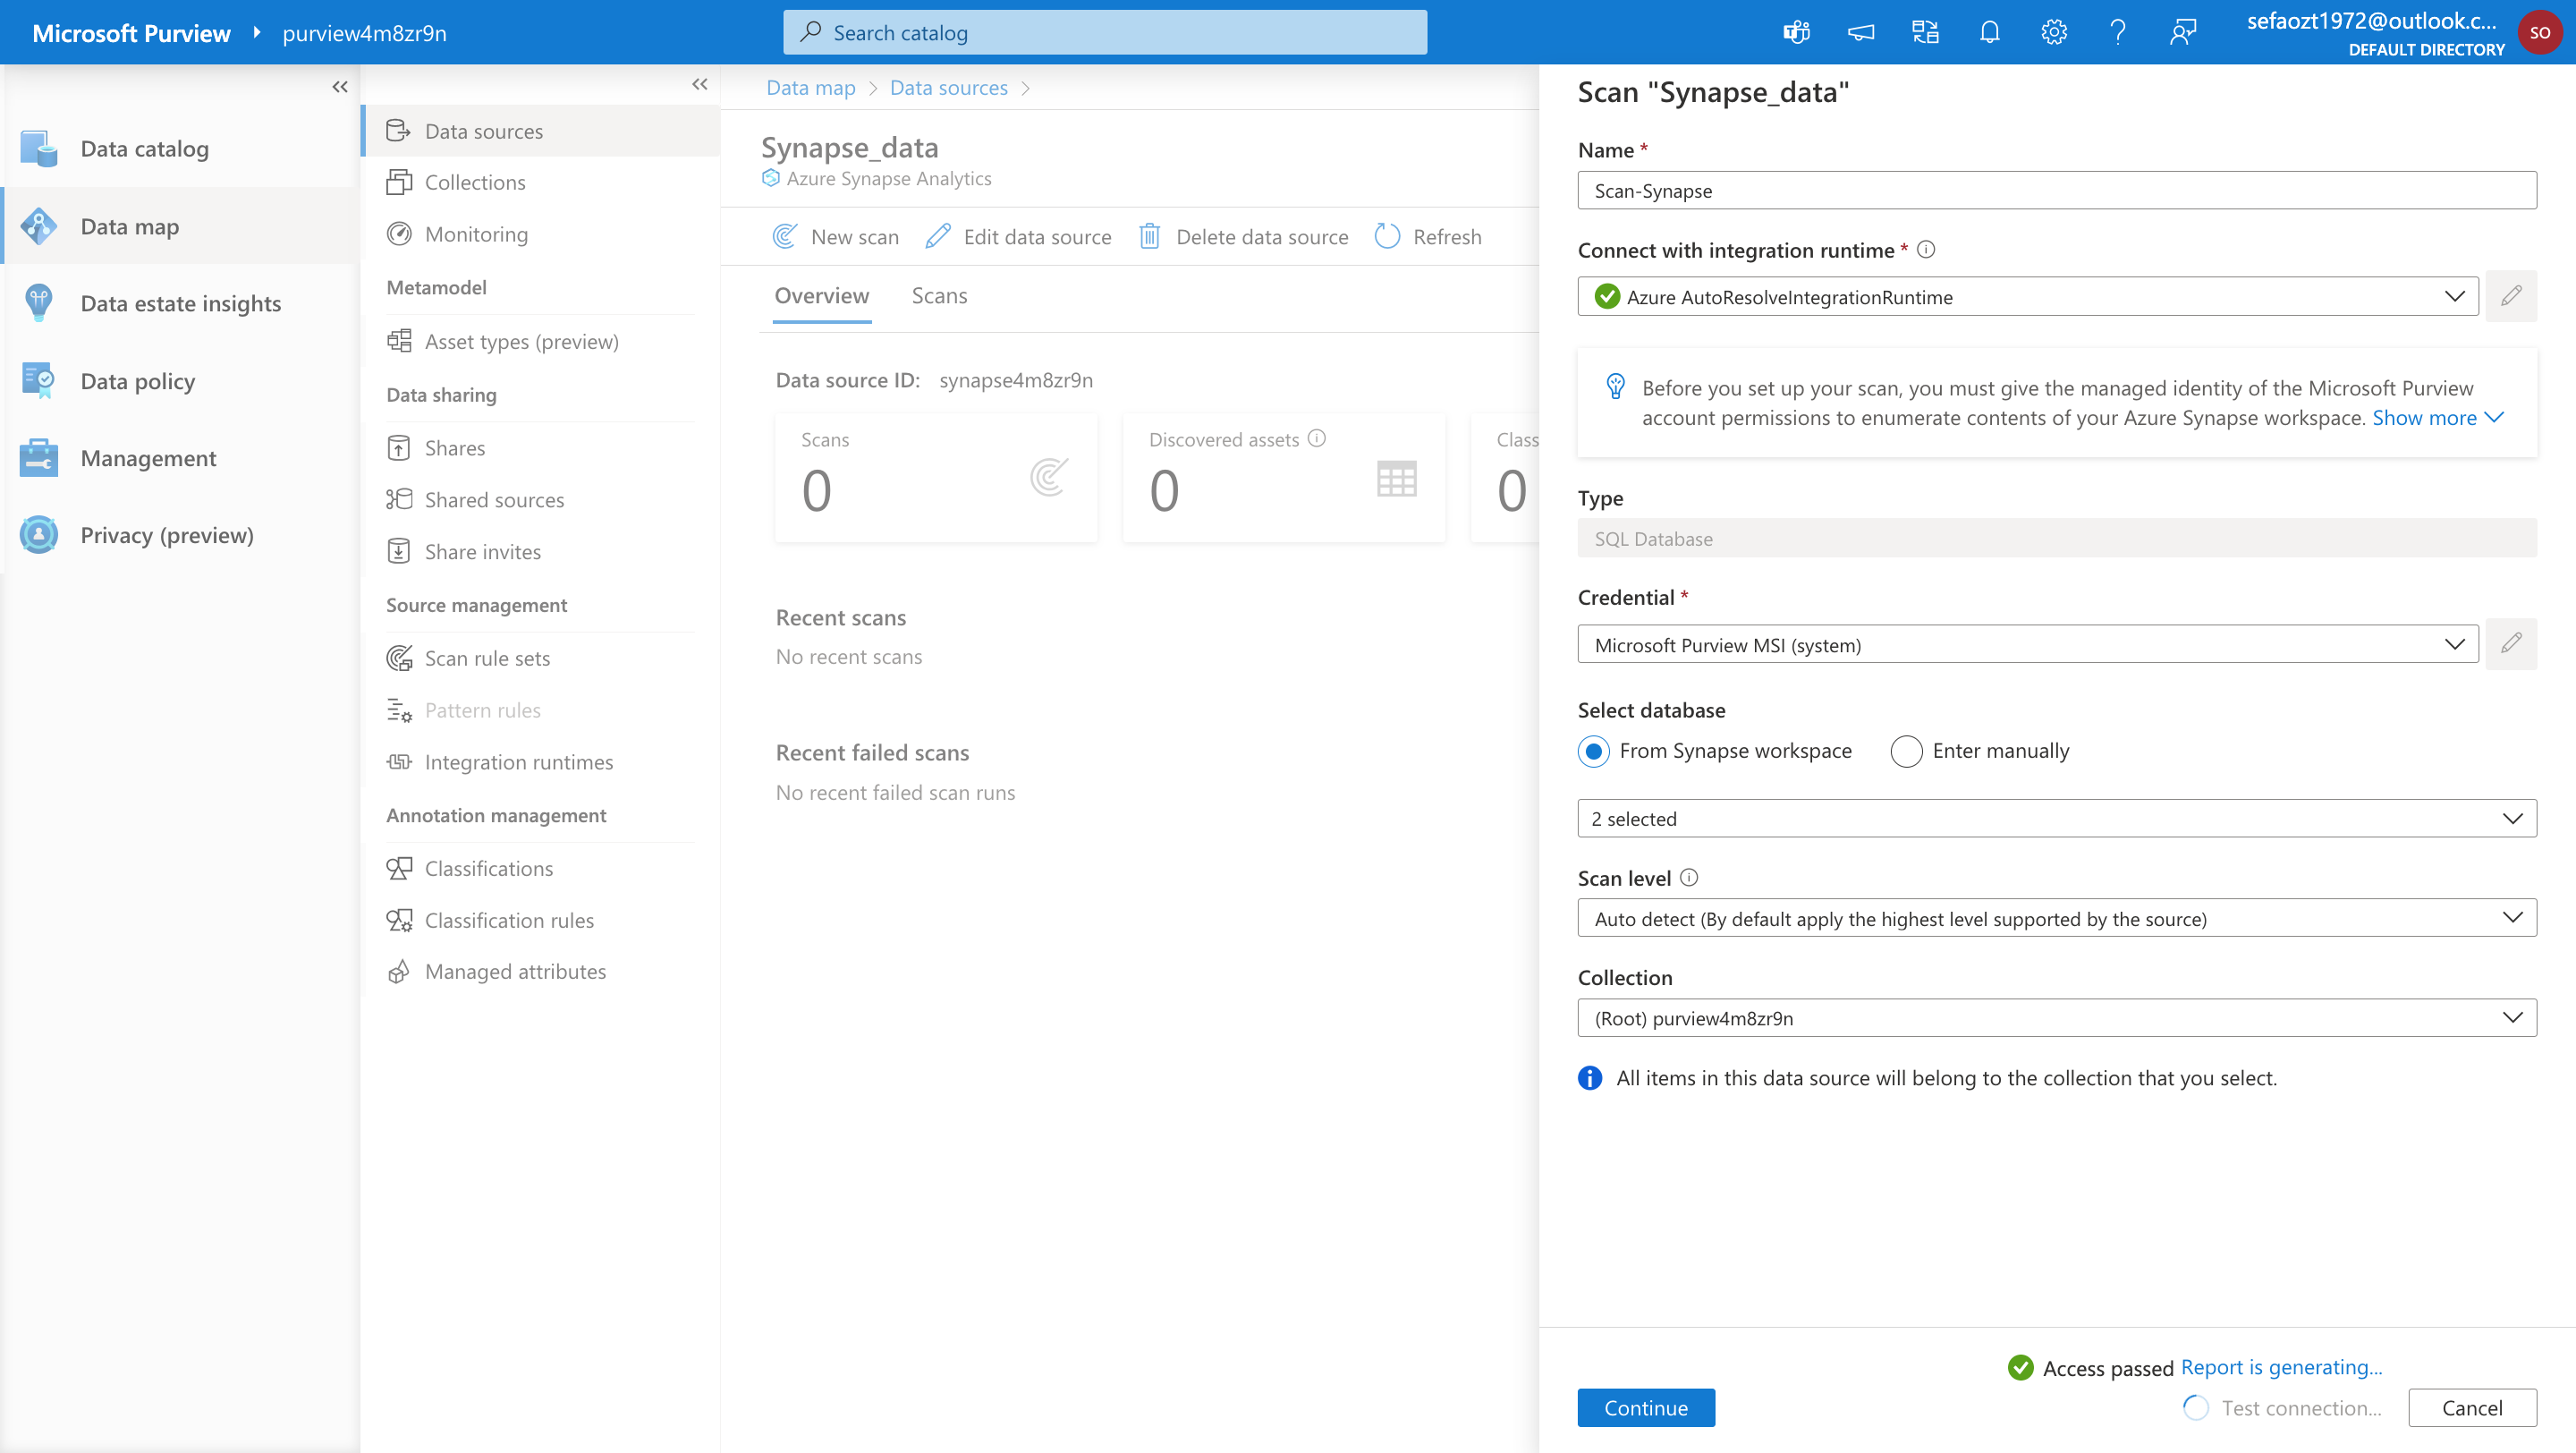 Microsoft Purview
purview4m8zr9n
Search catalog
sefaozt1972@outlook.c...
DEFAULT DIRECTORY
SO
Data catalog
Data map
Data estate insights
Data policy
Management
Privacy (preview)
Data sources
Collections
Monitoring
Metamodel
Asset types (preview)
Data sharing
Shares
Shared sources
Share invites
Source management
Scan rule sets
Pattern rules
Integration runtimes
Annotation management
Classifications
Classification rules
Managed attributes
Data map > Data sources >
Synapse_data
Azure Synapse Analytics
New scan
Edit data source
Delete data source
Refresh
Overview
Scans
Data source ID: synapse4m8zr9n
Scans
0
Discovered assets
0
Class
0
Recent scans
No recent scans
Recent failed scans
No recent failed scan runs
Scan "Synapse_data"
Name *
Scan-Synapse
Connect with integration runtime *
Azure AutoResolveIntegrationRuntime
Before you set up your scan, you must give the managed identity of the Microsoft Purview
account permissions to enumerate contents of your Azure Synapse workspace. Show more
Type
SQL Database
Credential *
Microsoft Purview MSI (system)
Select database
From Synapse workspace
Enter manually
2 selected
Scan level
Auto detect (By default apply the highest level supported by the source)
Collection
(Root) purview4m8zr9n
All items in this data source will belong to the collection that you select.
Access passed Report is generating...
Continue
Test connection...
Cancel